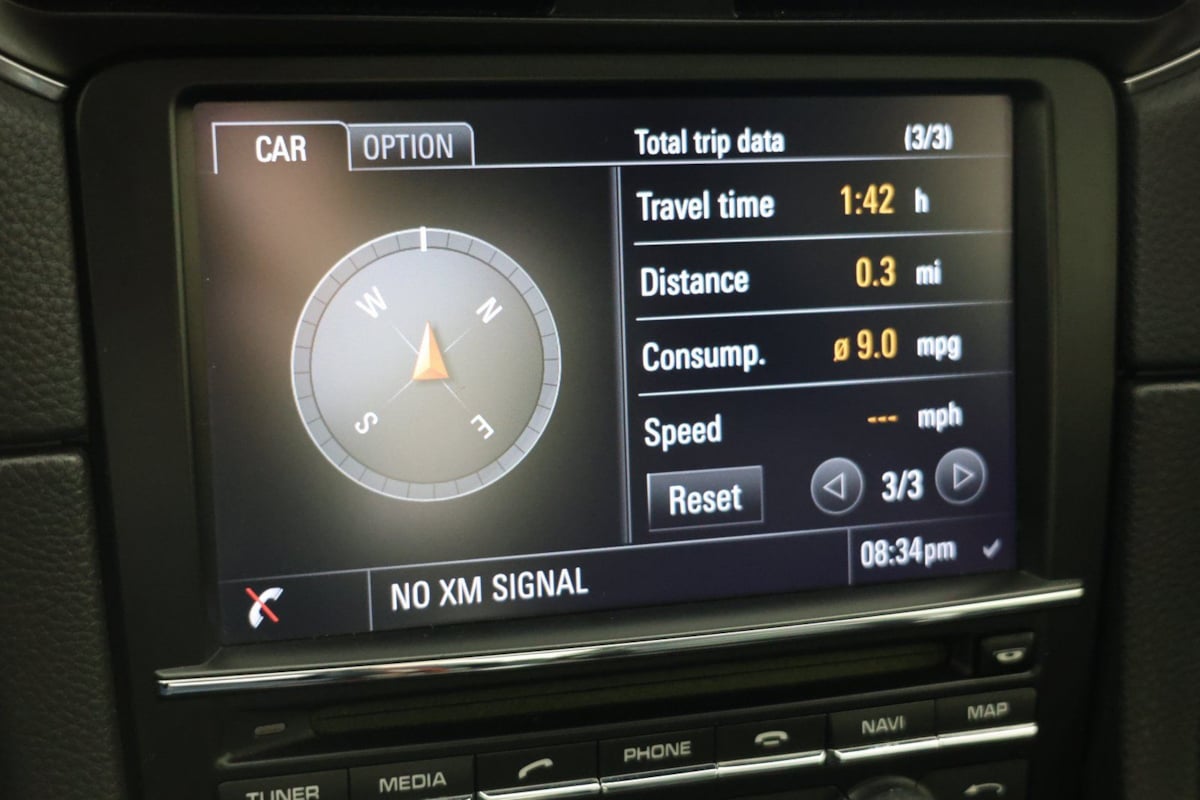 CAR OPTION Total trip data (3/3)
Travel time 1:42 h
Distance 0.3 mi
Consump. ø 9.0 mpg
Speed --- mph
Reset 3/3
W N
S E
NO XM SIGNAL 08:34pm
TUNER MEDIA PHONE NAVI MAP